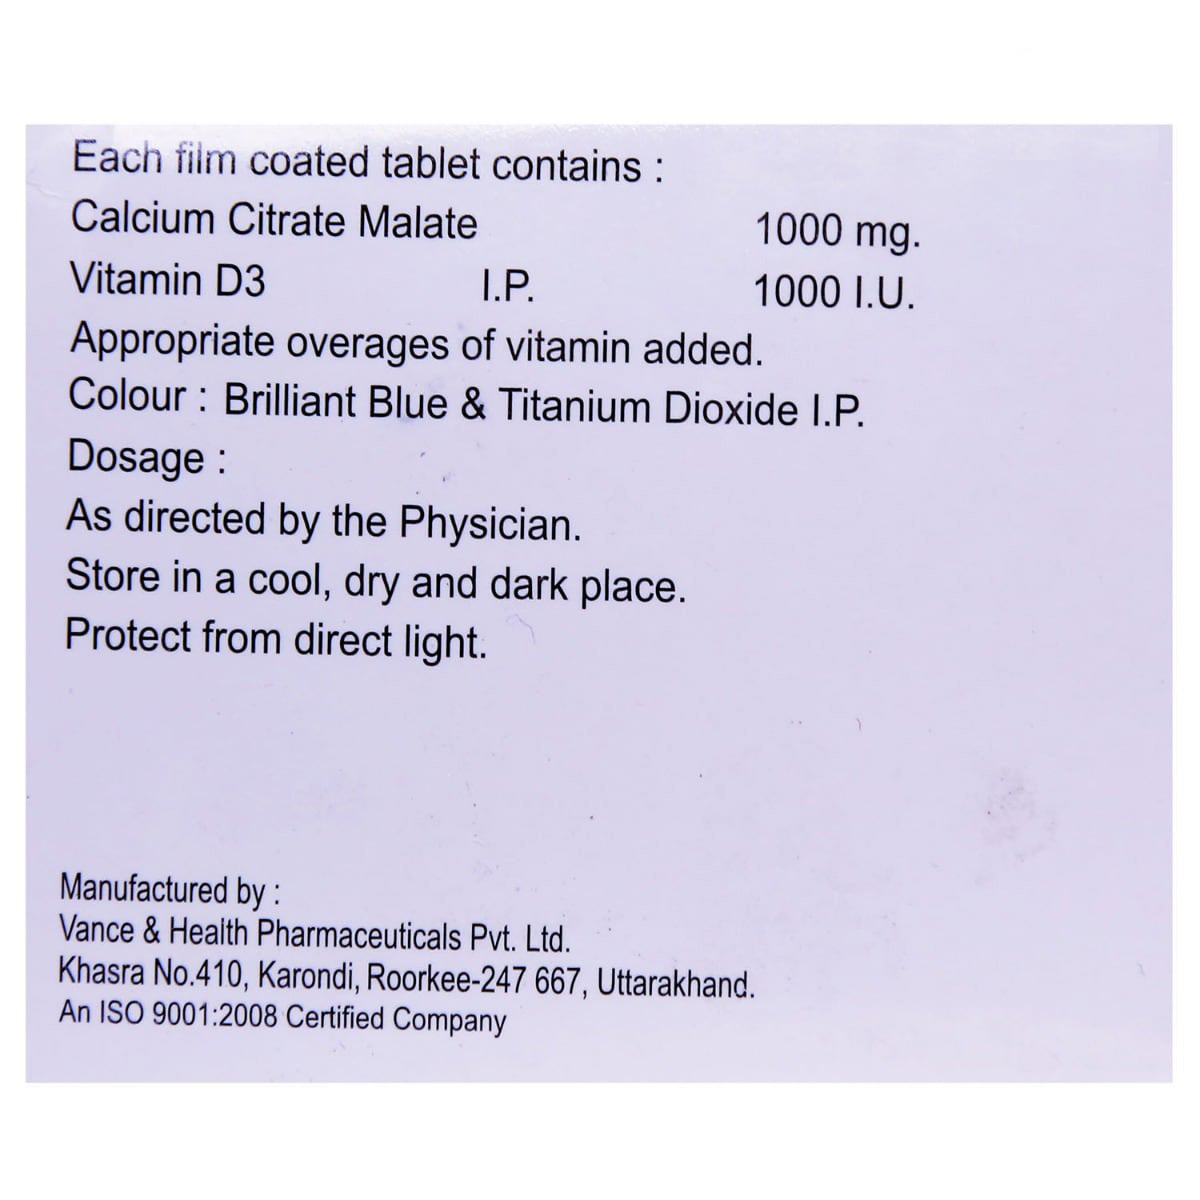 Each film coated tablet contains :
Calcium Citrate Malate 1000 mg.
Vitamin D3 I.P. 1000 I.U.
Appropriate overages of vitamin added.
Colour : Brilliant Blue & Titanium Dioxide I.P.
Dosage :
As directed by the Physician.
Store in a cool, dry and dark place.
Protect from direct light.
Manufactured by :
Vance & Health Pharmaceuticals Pvt. Ltd.
Khasra No.410, Karondi, Roorkee-247 667, Uttarakhand.
An ISO 9001:2008 Certified Company